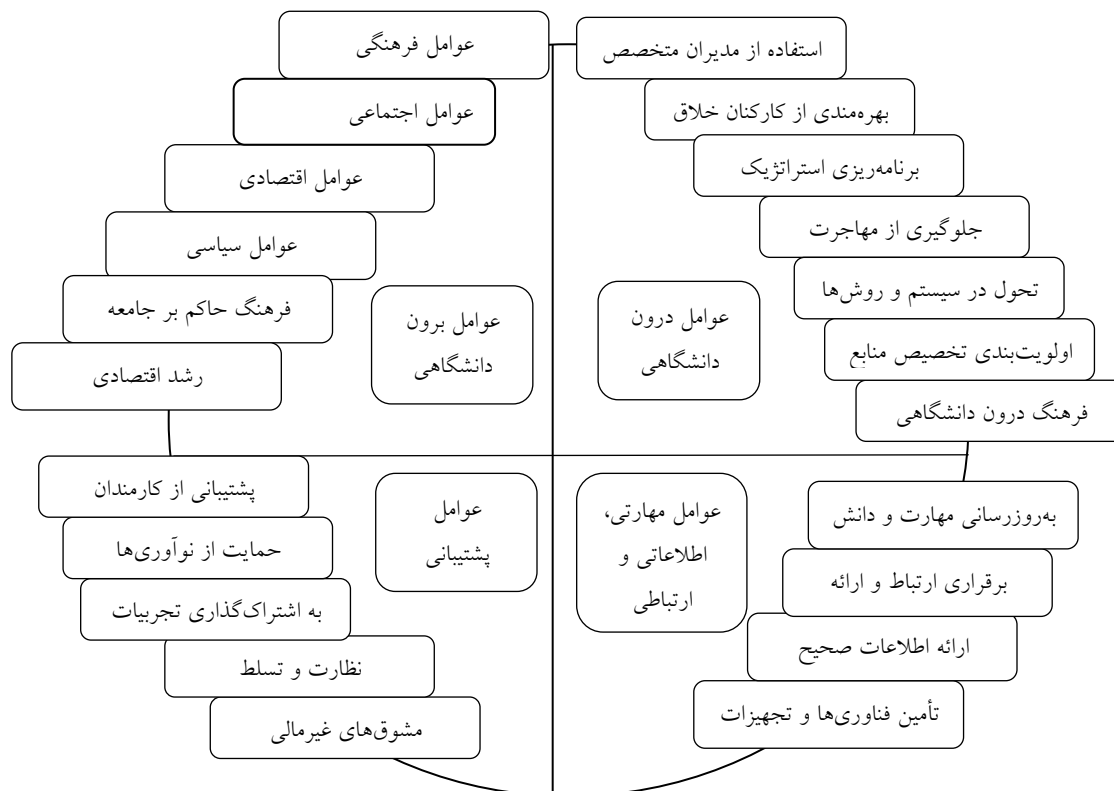 استفاده از مدیران متخصص
بهره‌مندی از کارکنان خلاق
برنامه‌ریزی استراتژیک
جلوگیری از مهاجرت
تحول در سیستم و روش‌ها
اولویت‌بندی تخصیص منابع
فرهنگ درون دانشگاهی
عوامل درون
دانشگاهی
عوامل فرهنگی
عوامل اجتماعی
عوامل اقتصادی
عوامل سیاسی
فرهنگ حاکم بر جامعه
رشد اقتصادی
عوامل برون
دانشگاهی
به‌روزرسانی مهارت و دانش
برقراری ارتباط و ارائه
ارائه اطلاعات صحیح
تأمین فناوری‌ها و تجهیزات
عوامل مهارتی،
اطلاعاتی و
ارتباطی
عوامل
پشتیبانی
پشتیبانی از کارمندان
حمایت از نوآوری‌ها
به اشتراک‌گذاری تجربیات
نظارت و تسلط
مشوق‌های غیرمالی